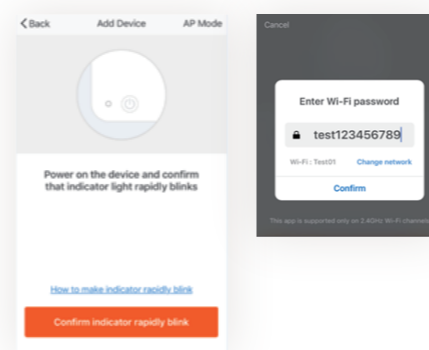 Back Add Device AP Mode
Power on the device and confirm
that indicator light rapidly blinks
How to make indicator rapidly blink
Confirm indicator rapidly blink
Cancel
Enter Wi-Fi password
test123456789
Wi-Fi : Test01 Change network
Confirm
This app is supported only on 2.4GHz Wi-Fi channels